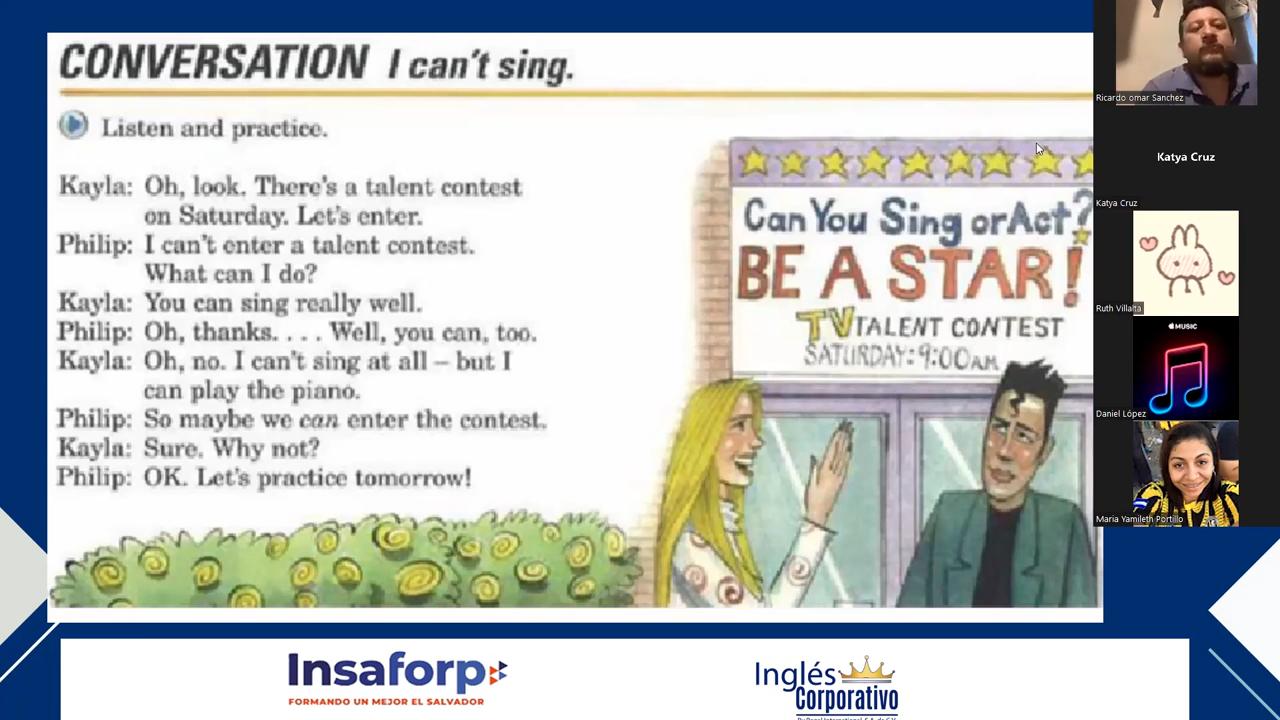 CONVERSATION I can't sing.
Listen and practice.
Kayla: Oh, look. There's a talent contest
on Saturday. Let's enter.
Philip: I can't enter a talent contest.
What can I do?
Kayla: You can sing really well.
Philip: Oh, thanks. . . . Well, you can, too.
Kayla: Oh, no. I can't sing at all – but I
can play the piano.
Philip: So maybe we can enter the contest.
Kayla: Sure. Why not?
Philip: OK. Let's practice tomorrow!
Can You Sing or Act?
BE A STAR!
TV TALENT CONTEST
SATURDAY: 9:00 AM
Insaforp
FORMANDO UN MEJOR EL SALVADOR
Inglés
Corporativo
Ricardo omar Sanchez
Katya Cruz
Katya Cruz
Ruth Villalta
MUSIC
Daniel López
Maria Yamileth Portillo